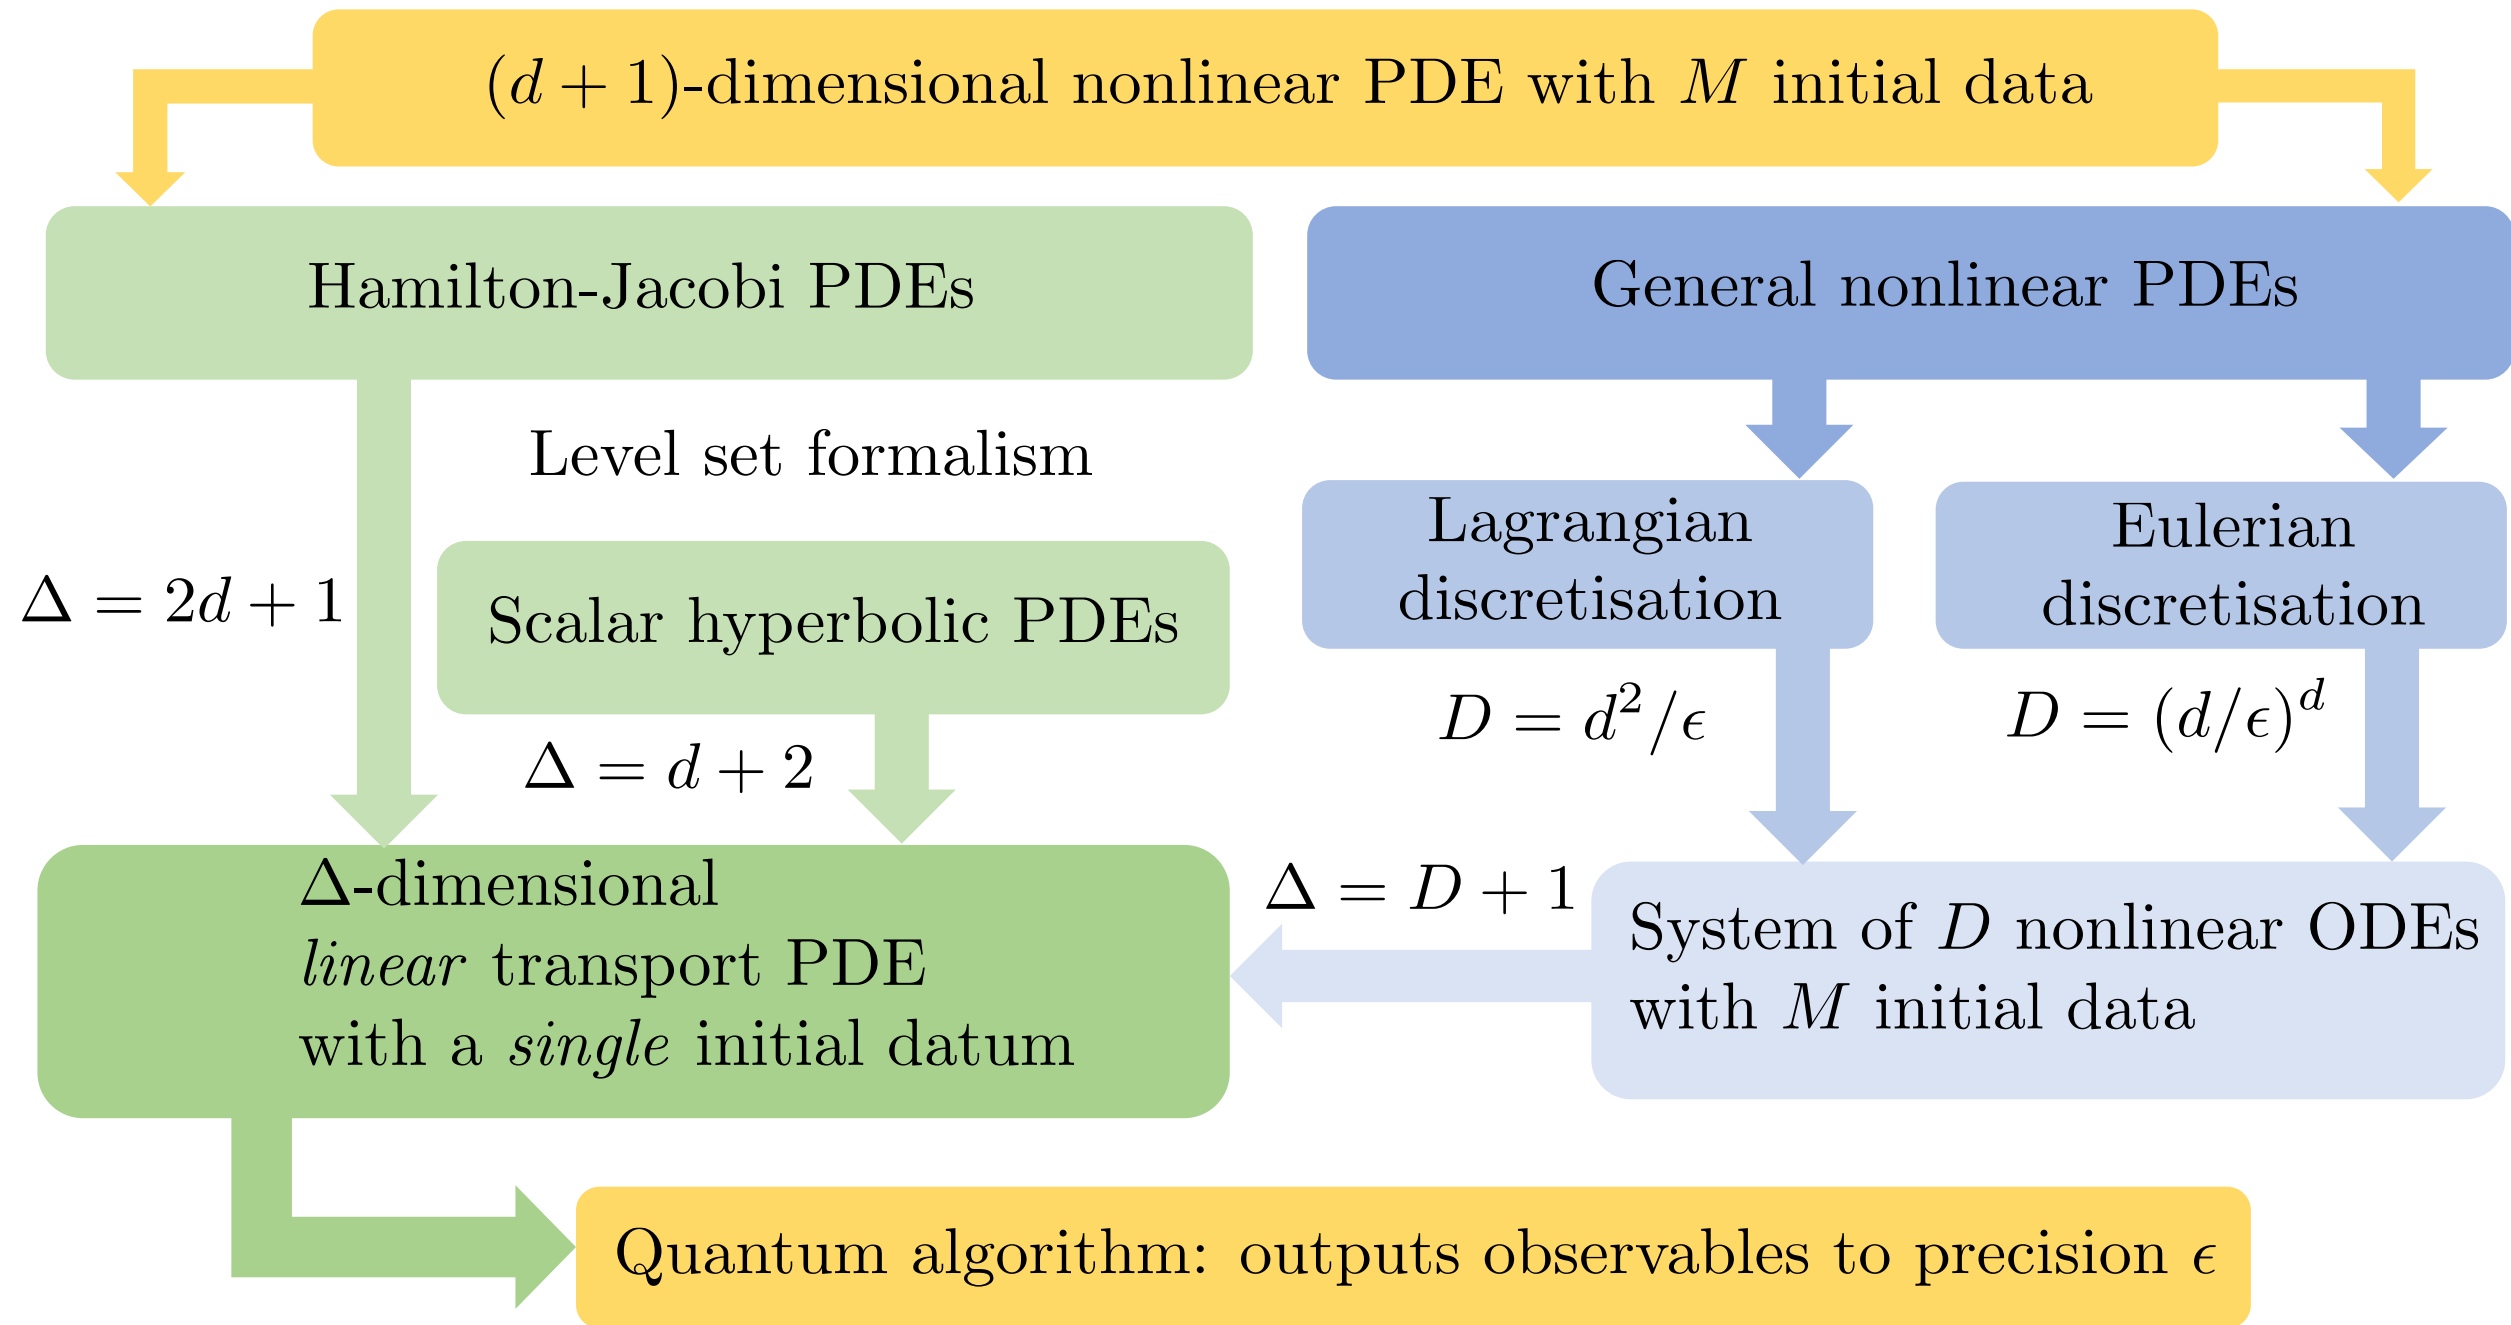 (d + 1)-dimensional nonlinear PDE with M initial data
Hamilton-Jacobi PDEs
General nonlinear PDEs
Level set formalism
Δ = 2d + 1
Scalar hyperbolic PDEs
Δ = d + 2
Lagrangian
discretisation
Eulerian
discretisation
D = d²/ϵ
D = (d/ϵ)ᵈ
Δ-dimensional
linear transport PDE
with a single initial datum
Δ = D + 1
System of D nonlinear ODEs
with M initial data
Quantum algorithm: outputs observable to precision ϵ